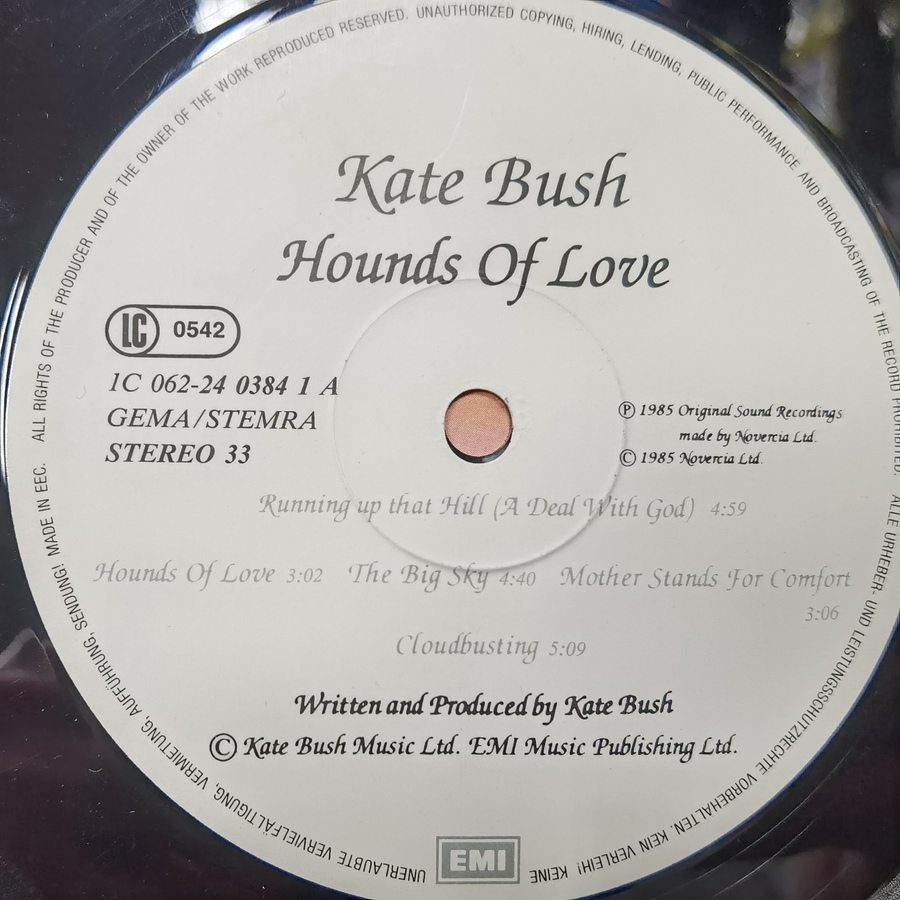 ALL RIGHTS OF THE PRODUCER AND OF THE OWNER OF THE WORK REPRODUCED RESERVED. UNAUTHORIZED COPYING, HIRING, LENDING, PUBLIC PERFORMANCE AND BROADCASTING OF THE RECORD PROHIBITED.
Kate Bush
Hounds Of Love
LC 0542
1C 062-24 0384 1 A
GEMA/STEMRA
STEREO 33
Ⓟ 1985 Original Sound Recordings
made by Novercia Ltd.
© 1985 Novercia Ltd.
Running up that Hill (A Deal With God) 4:59
Hounds Of Love 3:02 The Big Sky 4:40 Mother Stands For Comfort
3:06
Cloudbusting 5:09
Written and Produced by Kate Bush
© Kate Bush Music Ltd. EMI Music Publishing Ltd.
EMI
ALLE URHEBER- UND LEISTUNGSSCHUTZRECHTE VORBEHALTEN. KEIN VERLEIH! KEINE UNERLAUBTE VERVIELFÄLTIGUNG, VERMIETUNG, AUFFÜHRUNG, SENDUNG! MADE IN EEC.